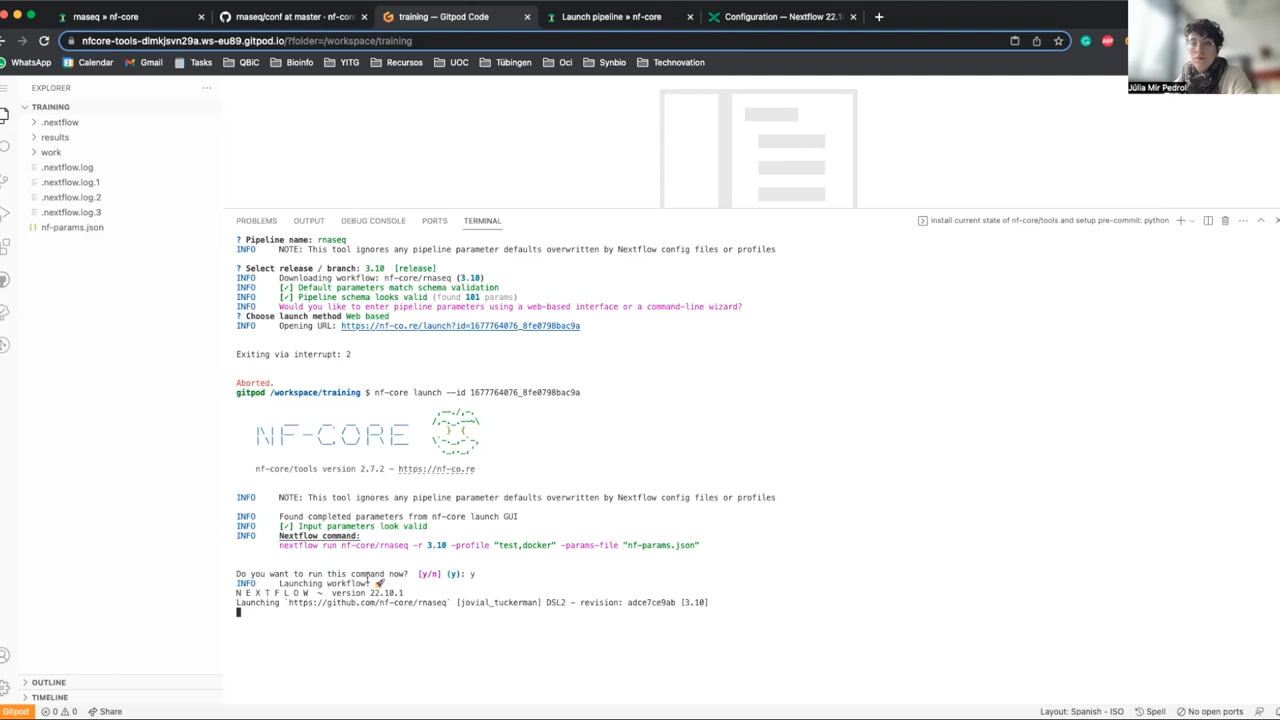 rnaseq » nf-core
rnaseq/conf at master · nf-cor
training — Gitpod Code
Launch pipeline » nf-core
Configuration — Nextflow 22.1
nfcore-tools-dlmkjsvn29a.ws-eu89.gitpod.io/?folder=/workspace/training
WhatsApp
Calendar
Gmail
Tasks
QBiC
Bioinfo
YITG
Recursos
UOC
Tübingen
Oci
Synbio
Technovation
ABP
Júlia Mir Pedrol
EXPLORER
TRAINING
.nextflow
results
work
.nextflow.log
.nextflow.log.1
.nextflow.log.2
.nextflow.log.3
nf-params.json
PROBLEMS OUTPUT DEBUG CONSOLE PORTS TERMINAL
install current state of nf-core/tools and setup pre-commit: python
? Pipeline name: rnaseq
INFO NOTE: This tool ignores any pipeline parameter defaults overwritten by Nextflow config files or profiles
? Select release / branch: 3.10 [release]
INFO Downloading workflow: nf-core/rnaseq (3.10)
INFO [✓] Default parameters match schema validation
INFO [✓] Pipeline schema looks valid (found 101 params)
INFO Would you like to enter pipeline parameters using a web-based interface or a command-line wizard?
? Choose launch method Web based
INFO Opening URL: https://nf-co.re/launch?id=1677764076_8fe0798bac9a
Exiting via interrupt: 2
Aborted.
gitpod /workspace/training $ nf-core launch --id 1677764076_8fe0798bac9a
NF-CORE
nf-core/tools version 2.7.2 - https://nf-co.re
INFO NOTE: This tool ignores any pipeline parameter defaults overwritten by Nextflow config files or profiles
INFO Found completed parameters from nf-core launch GUI
INFO [✓] Input parameters look valid
INFO Nextflow command:
nextflow run nf-core/rnaseq -r 3.10 -profile "test,docker" -params-file "nf-params.json"
Do you want to run this command now? [y/n] (y): y
INFO Launching workflow! 🚀
N E X T F L O W ~ version 22.10.1
Launching `https://github.com/nf-core/rnaseq` [jovial_tuckerman] DSL2 - revision: adce7ce9ab [3.10]
OUTLINE
TIMELINE
Gitpod
0
0
Share
Layout: Spanish - ISO
Spell
No open ports